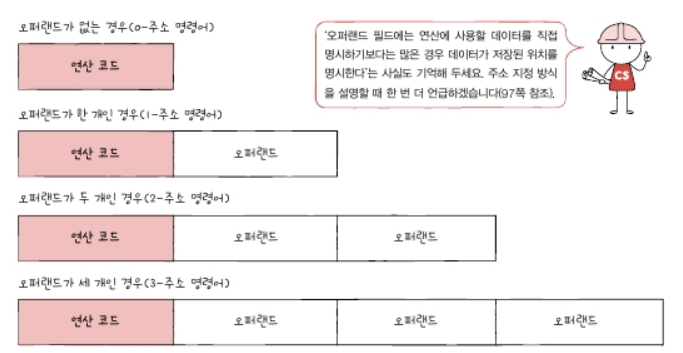 오퍼랜드가 없는 경우(0-주소 명령어)
연산 코드
'오퍼랜드 필드에는 연산에 사용할 데이터를 직접
명시하기보다는 많은 경우 데이터가 저장된 위치를
명시한다'는 사실도 기억해 두세요. 주소 지정 방식
을 설명할 때 한 번 더 언급하겠습니다(97쪽 참조).
CS
오퍼랜드가 한 개인 경우(1-주소 명령어)
연산 코드 오퍼랜드
오퍼랜드가 두 개인 경우(2-주소 명령어)
연산 코드 오퍼랜드 오퍼랜드
오퍼랜드가 세 개인 경우(3-주소 명령어)
연산 코드 오퍼랜드 오퍼랜드 오퍼랜드